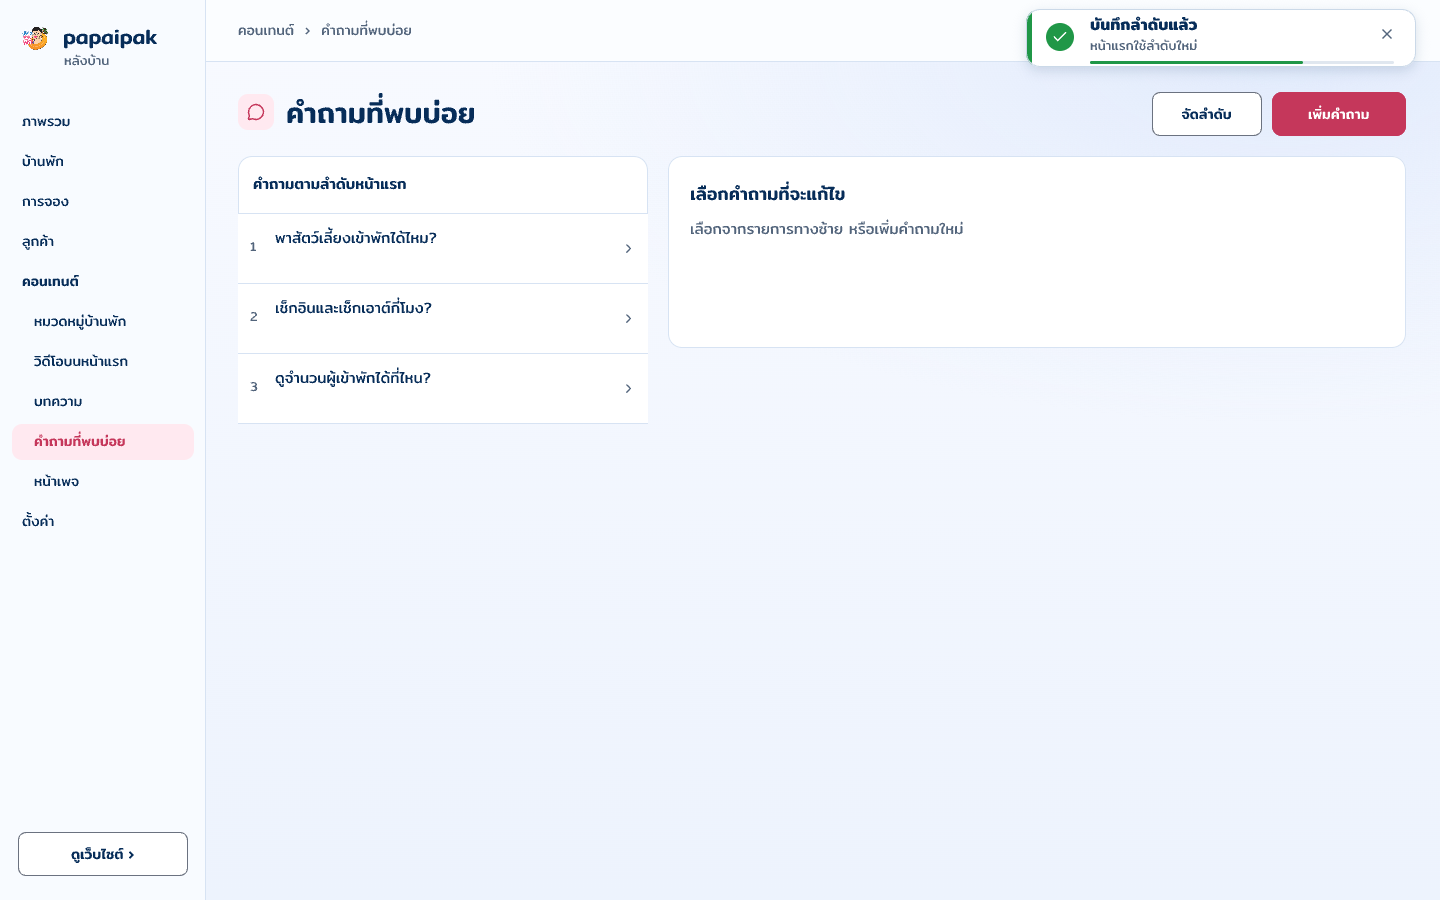 papaipak
หลังบ้าน
ภาพรวม
บ้านพัก
การจอง
ลูกค้า
คอนเทนต์
หมวดหมู่บ้านพัก
วิดีโอบนหน้าแรก
บทความ
คำถามที่พบบ่อย
หน้าเพจ
ตั้งค่า
ดูเว็บไซต์ ›
คอนเทนต์ › คำถามที่พบบ่อย
บันทึกลำดับแล้ว
หน้าแรกใช้ลำดับใหม่
คำถามที่พบบ่อย
จัดลำดับ
เพิ่มคำถาม
คำถามตามลำดับหน้าแรก
1 พาสัตว์เลี้ยงเข้าพักได้ไหม?
2 เช็กอินและเช็กเอาต์กี่โมง?
3 ดูจำนวนผู้เข้าพักได้ที่ไหน?
เลือกคำถามที่จะแก้ไข
เลือกจากรายการทางซ้าย หรือเพิ่มคำถามใหม่